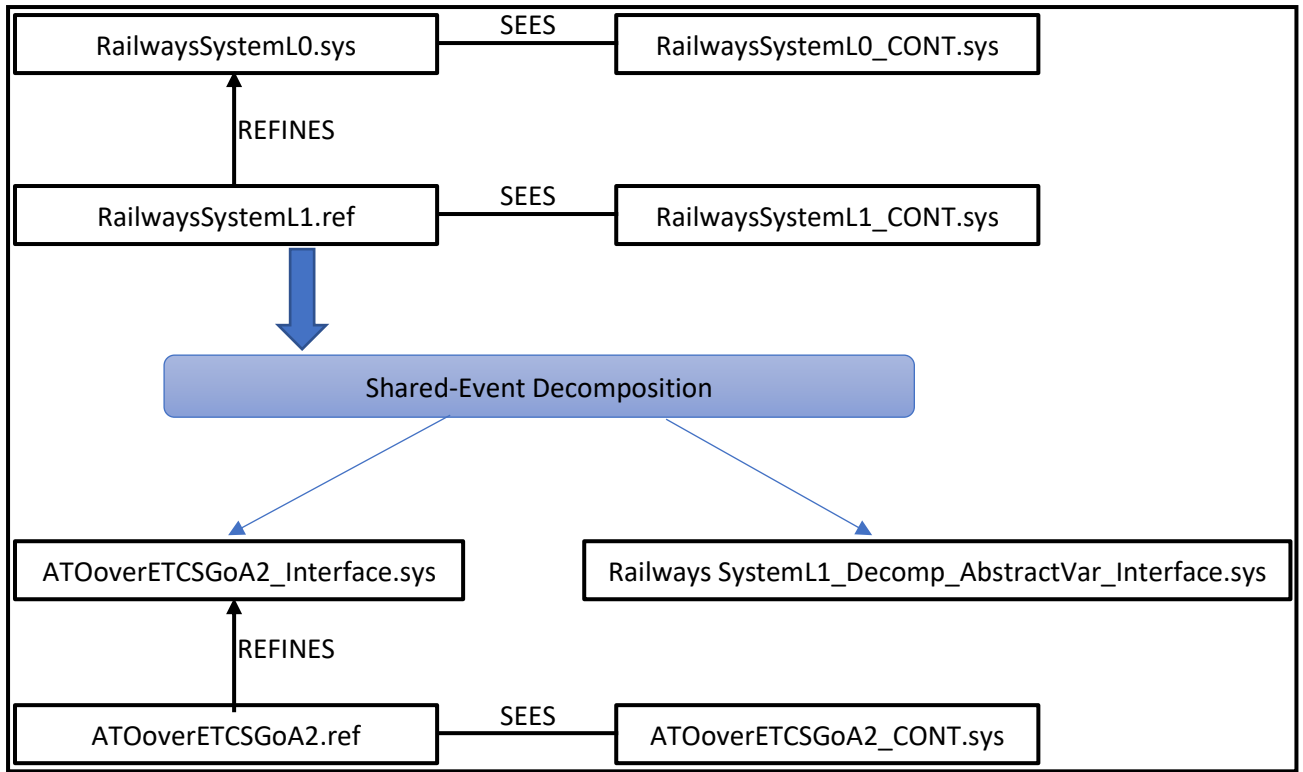 SEES
RailwaysSystemL0.sys
RailwaysSystemL0_CONT.sys
REFINES
SEES
RailwaysSystemL1.ref
RailwaysSystemL1_CONT.sys
Shared-Event Decomposition
ATOoverETCSGoA2_Interface.sys
Railways SystemL1_Decomp_AbstractVar_Interface.sys
REFINES
SEES
ATOoverETCSGoA2.ref
ATOoverETCSGoA2_CONT.sys